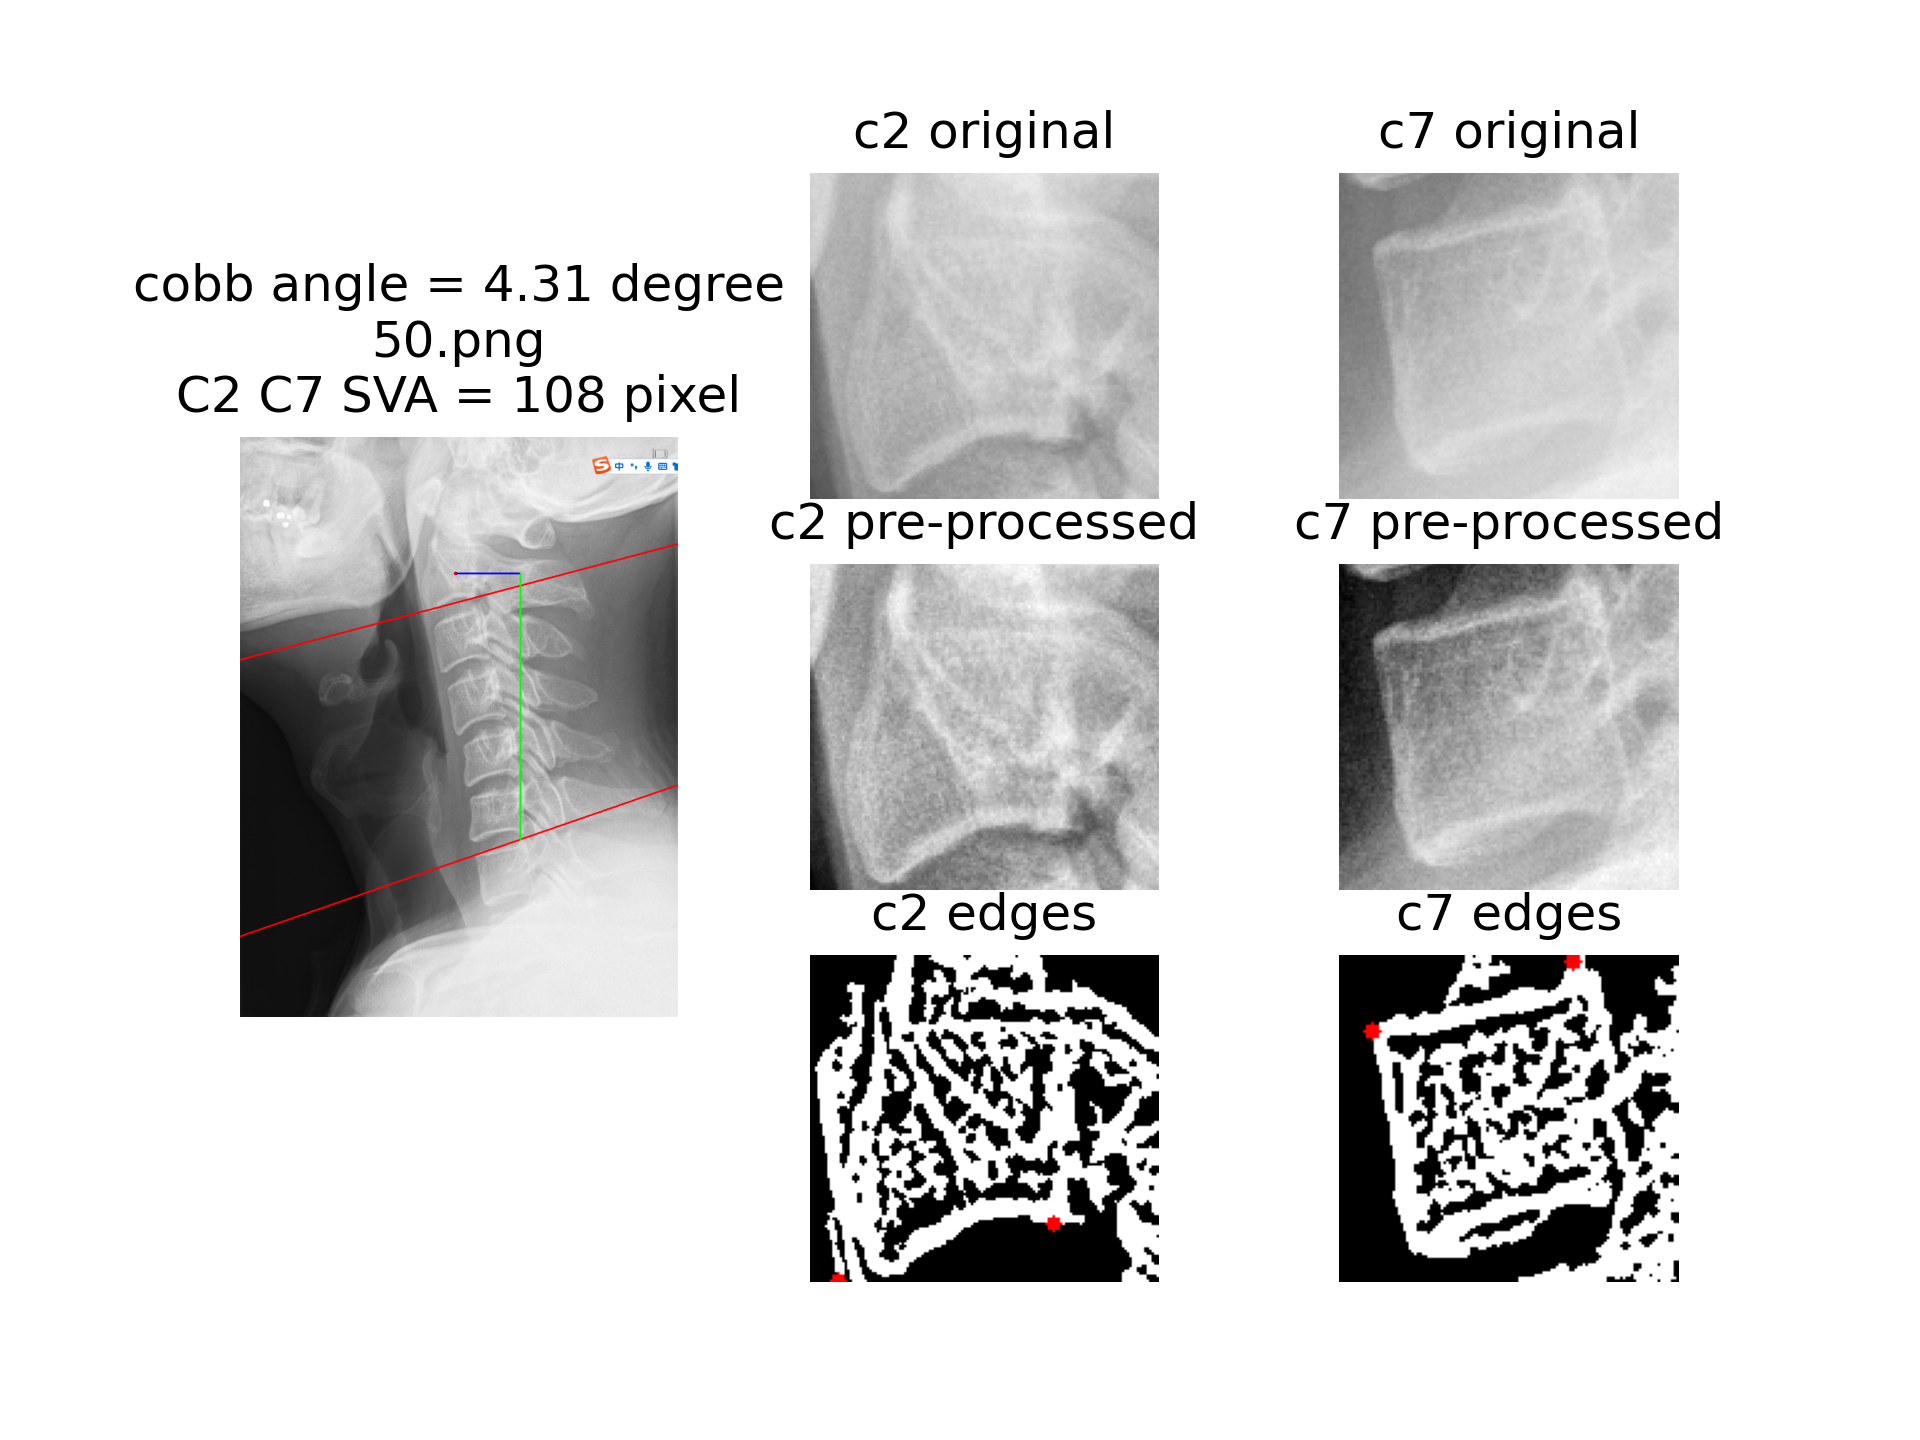 cobb angle = 4.31 degree
50.png
C2 C7 SVA = 108 pixel
S 中
c2 original
c7 original
c2 pre-processed
c7 pre-processed
c2 edges
c7 edges